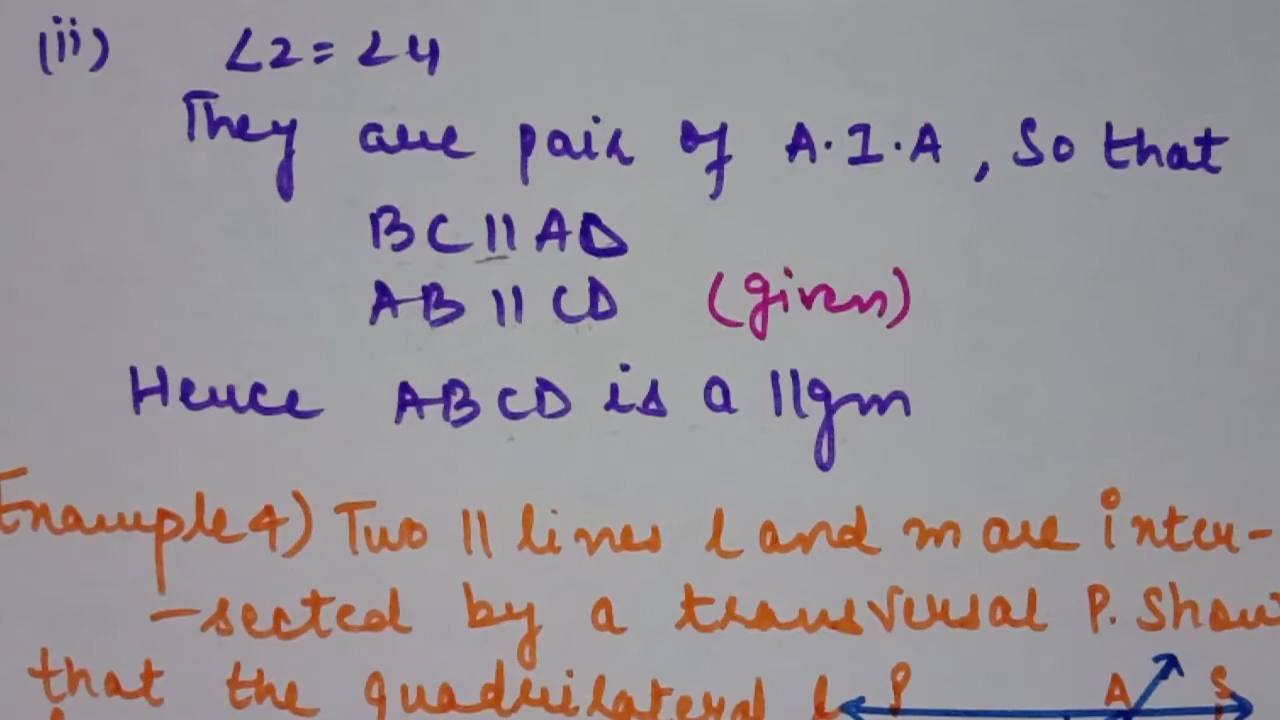 (ii) ∠2=∠4
They are pair of A.I.A, So that
BC||AD
AB||CD (given)
Hence ABCD is a ||gm
Example 4) Two || lines l and m are inter-
-sected by a transversal P. Show
that the quadrilateral l P A S